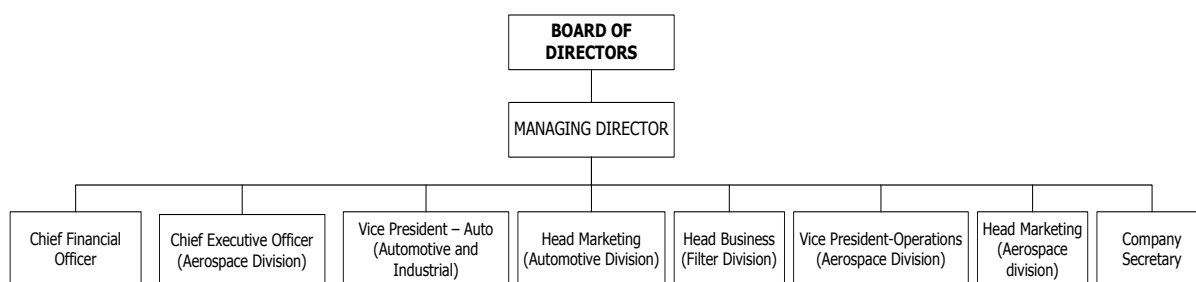 BOARD OF
DIRECTORS
MANAGING DIRECTOR
Chief Financial
Officer
Chief Executive Officer
(Aerospace Division)
Vice President – Auto
(Automotive and
Industrial)
Head Marketing
(Automotive Division)
Head Business
(Filter Division)
Vice President-Operations
(Aerospace Division)
Head Marketing
(Aerospace
division)
Company
Secretary